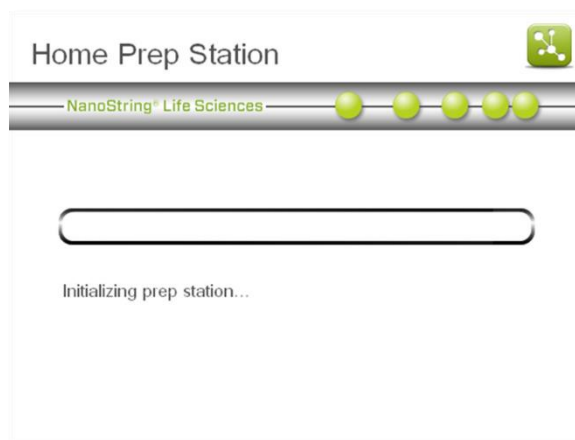 Home Prep Station
NanoString® Life Sciences
Initializing prep station...